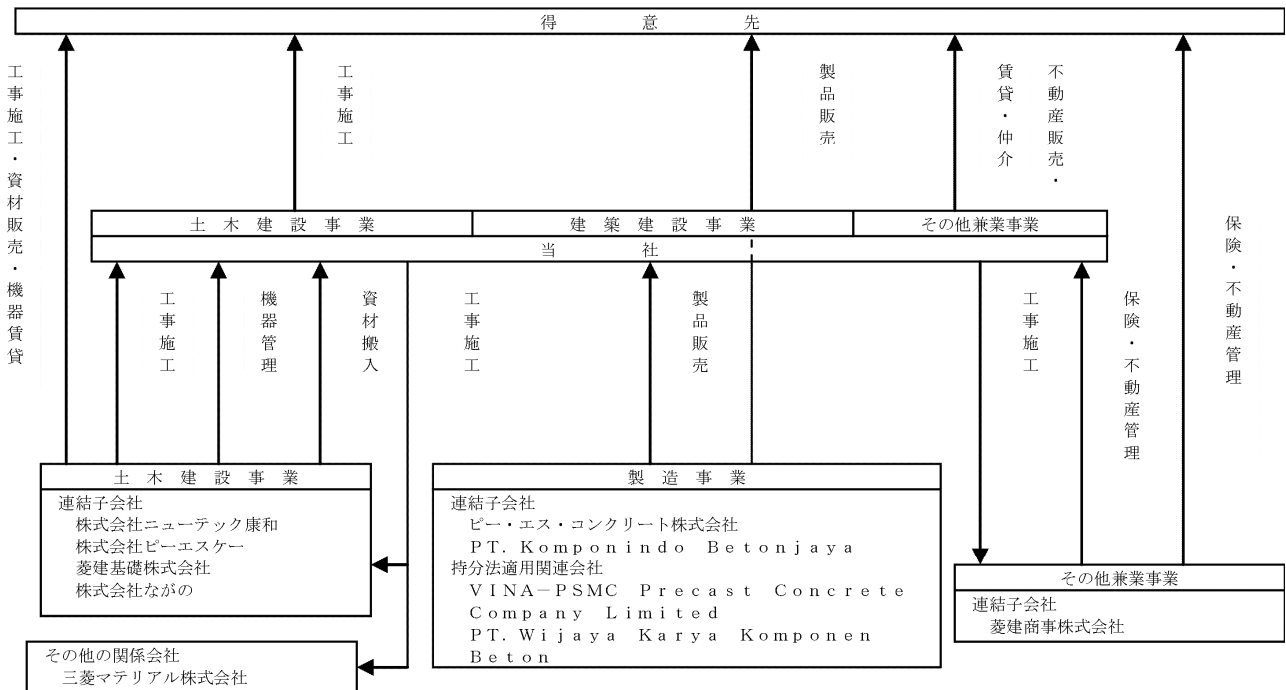 得意先
工事施工・資材販売・機器賃貸
工事施工
製品販売
不動産販売・
賃貸・仲介
保険・不動産管理
土木建設事業
建築建設事業
その他兼業事業
当社
工事施工
機器管理
資材搬入
工事施工
製品販売
工事施工
保険・不動産管理
土木建設事業
連結子会社
株式会社ニューテック康和
株式会社ピーエスケー
菱建基礎株式会社
株式会社ながの
その他の関係会社
三菱マテリアル株式会社
製造事業
連結子会社
ピー・エス・コンクリート株式会社
PT. Komponindo Betonjaya
持分法適用関連会社
VINA-PSMC Precast Concrete
Company Limited
PT. Wijaya Karya Komponen
Beton
その他兼業事業
連結子会社
菱建商事株式会社